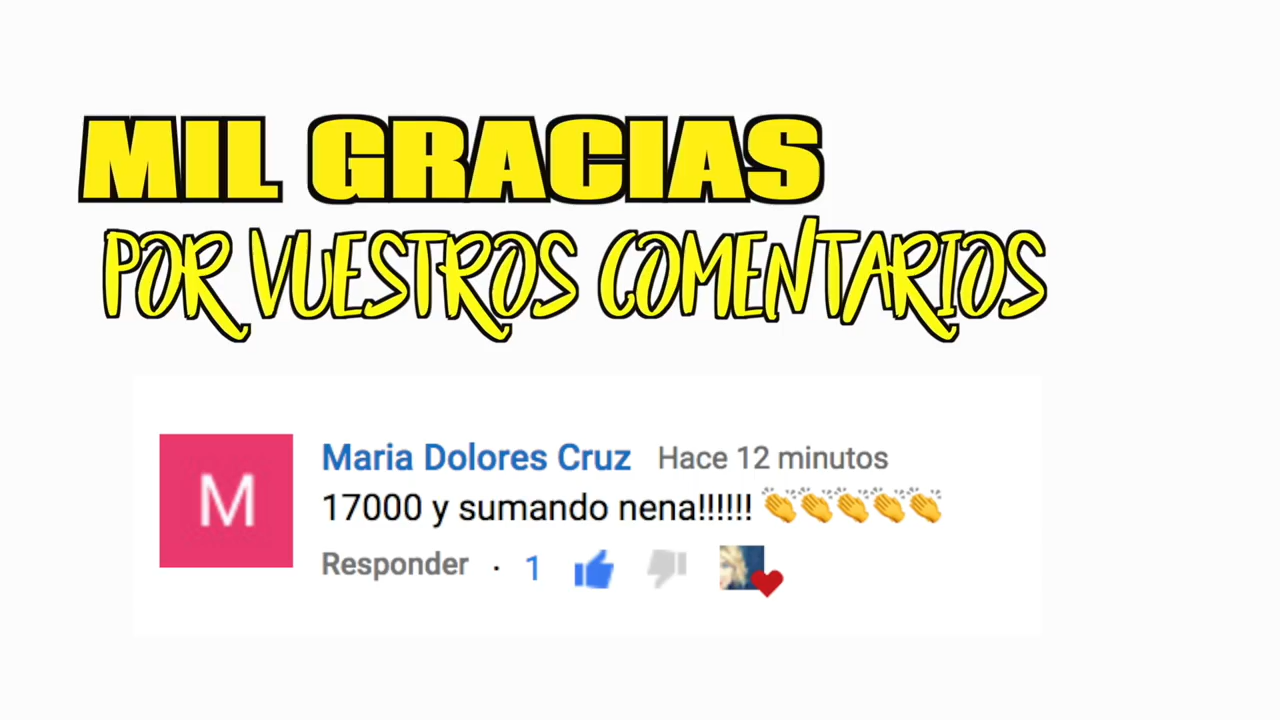 MIL GRACIAS
POR VUESTROS COMENTARIOS
M
Maria Dolores Cruz Hace 12 minutos
17000 y sumando nena!!!!!! 👏👏👏👏👏
Responder · 1